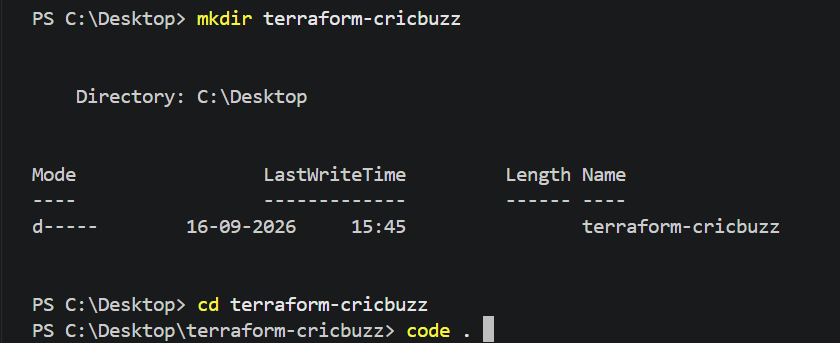 PS C:\Desktop> mkdir terraform-cricbuzz
Directory: C:\Desktop
Mode LastWriteTime Length Name
---- ------------- ------ ----
d----- 16-09-2026 15:45 terraform-cricbuzz
PS C:\Desktop> cd terraform-cricbuzz
PS C:\Desktop\terraform-cricbuzz> code .